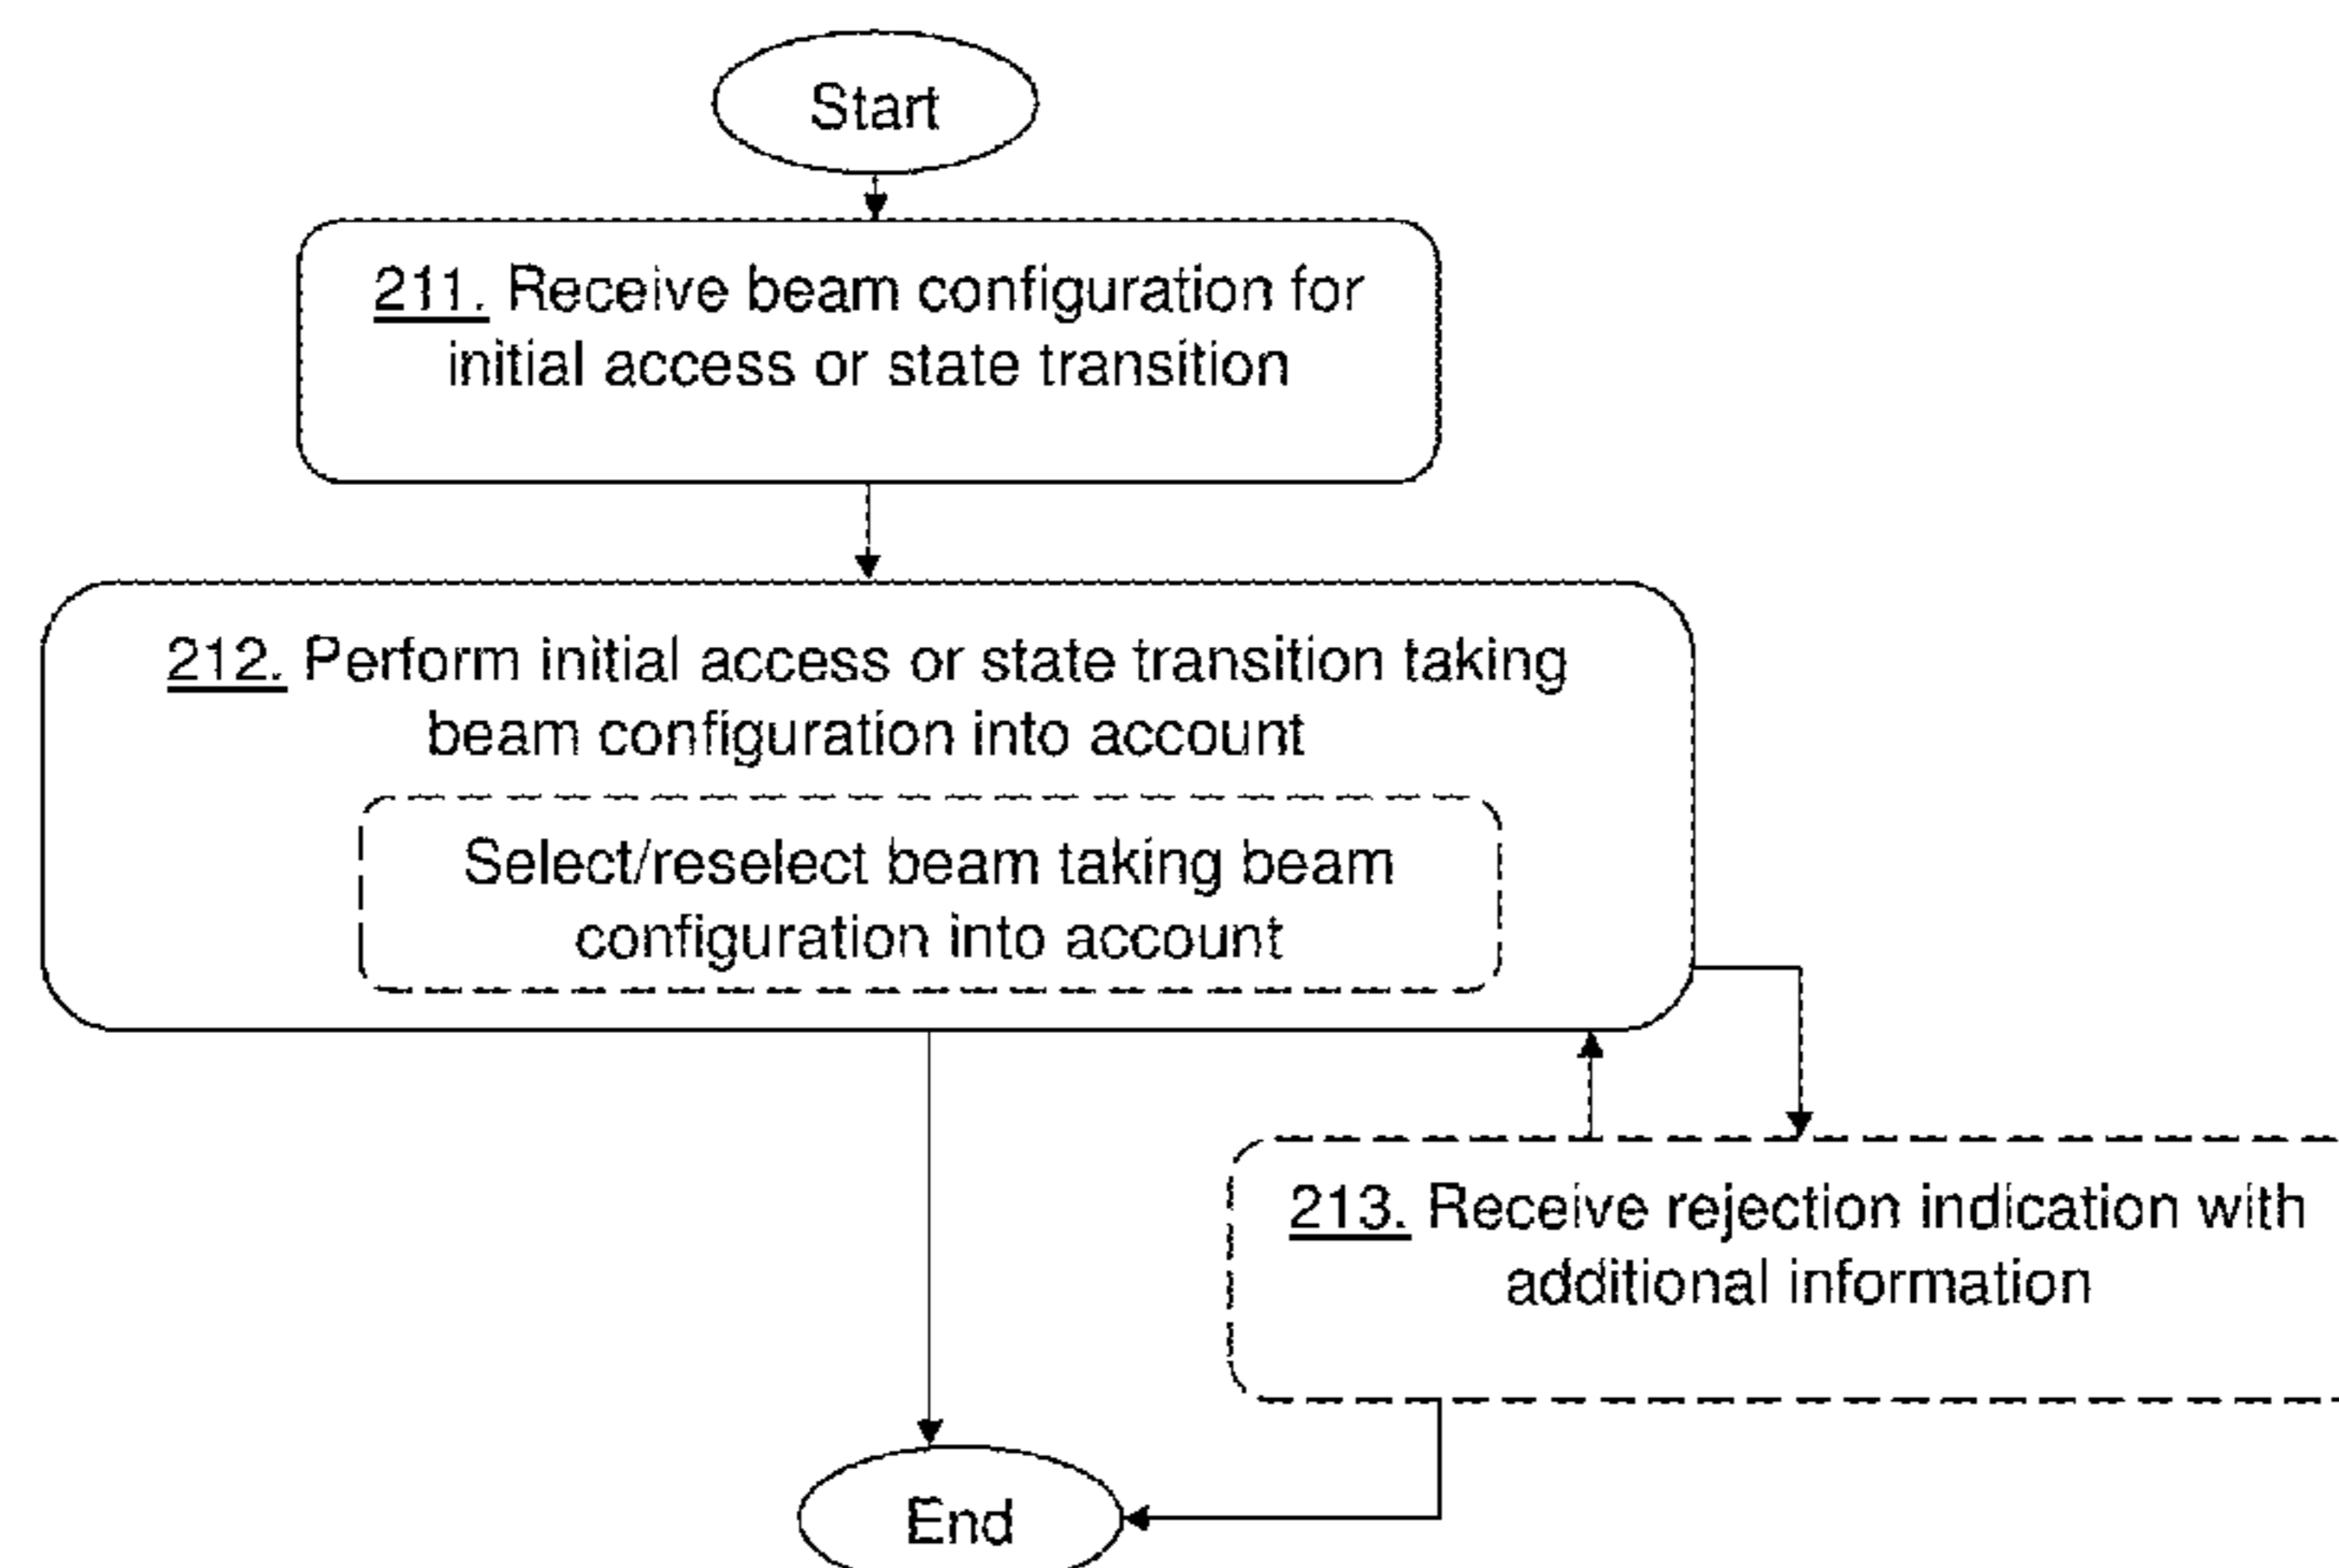 Start
211. Receive beam configuration for
initial access or state transition
212. Perform initial access or state transition taking
beam configuration into account
Select/reselect beam taking beam
configuration into account
213. Receive rejection indication with
additional information
End